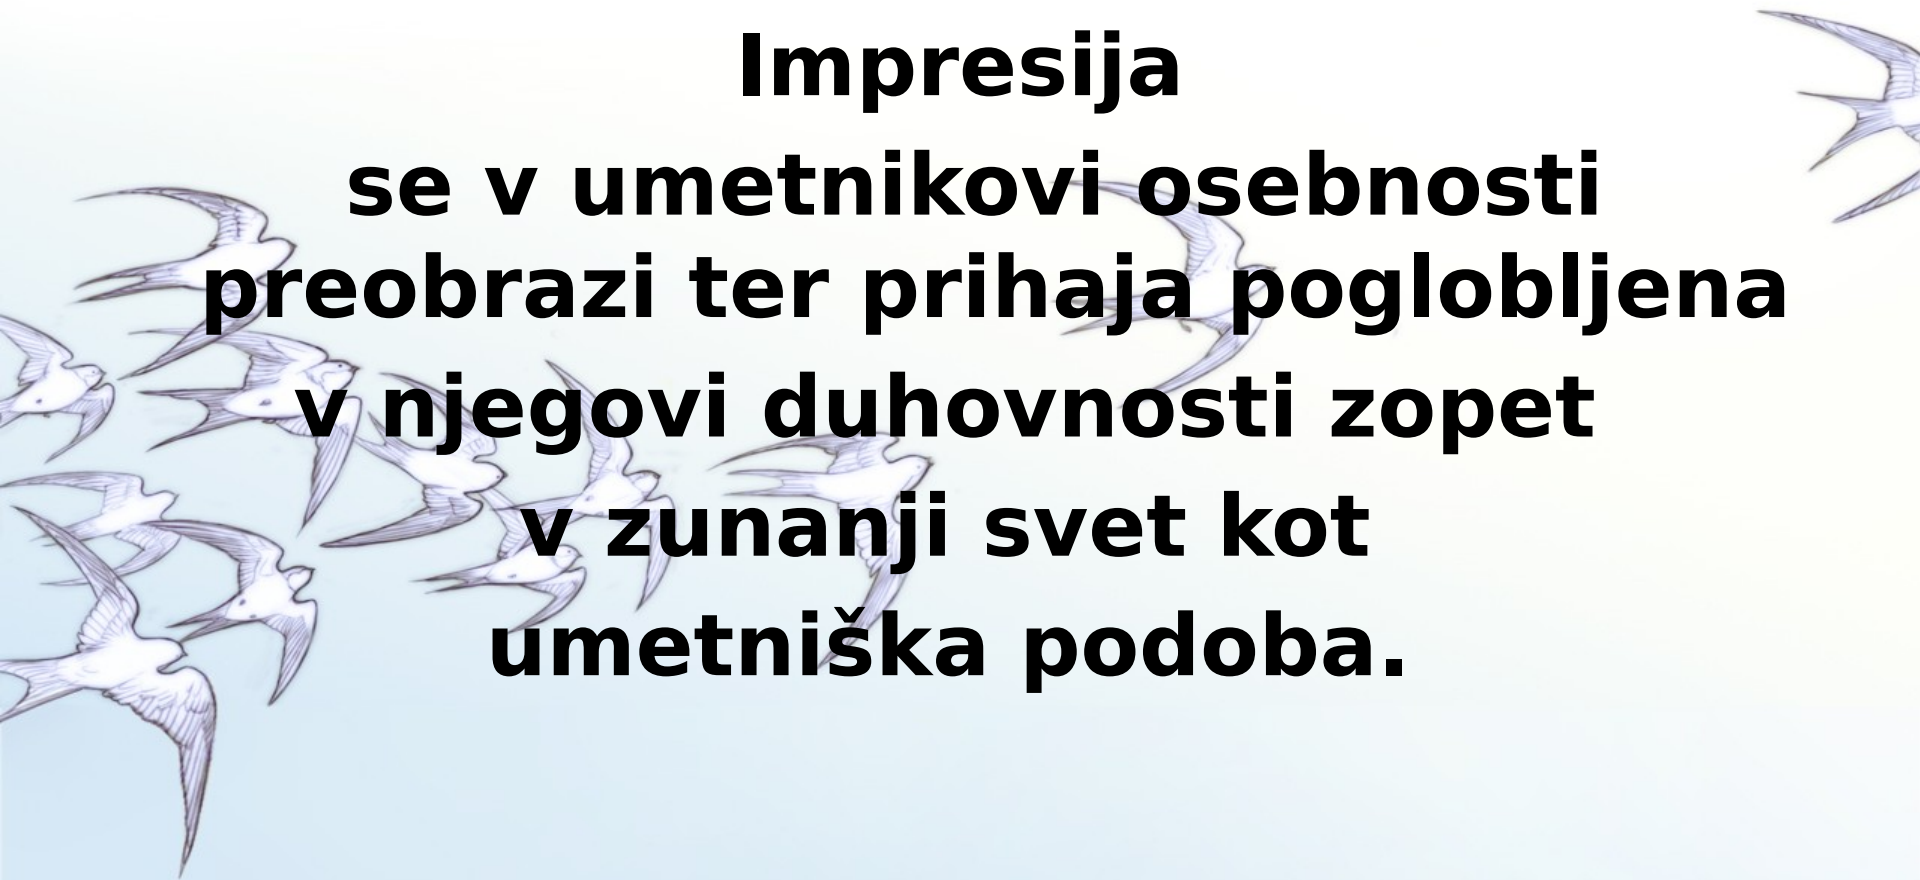 Impresija
se v umetnikovi osebnosti
preobrazi ter prihaja poglobljena
v njegovi duhovnosti zopet
v zunanji svet kot
umetniška podoba.